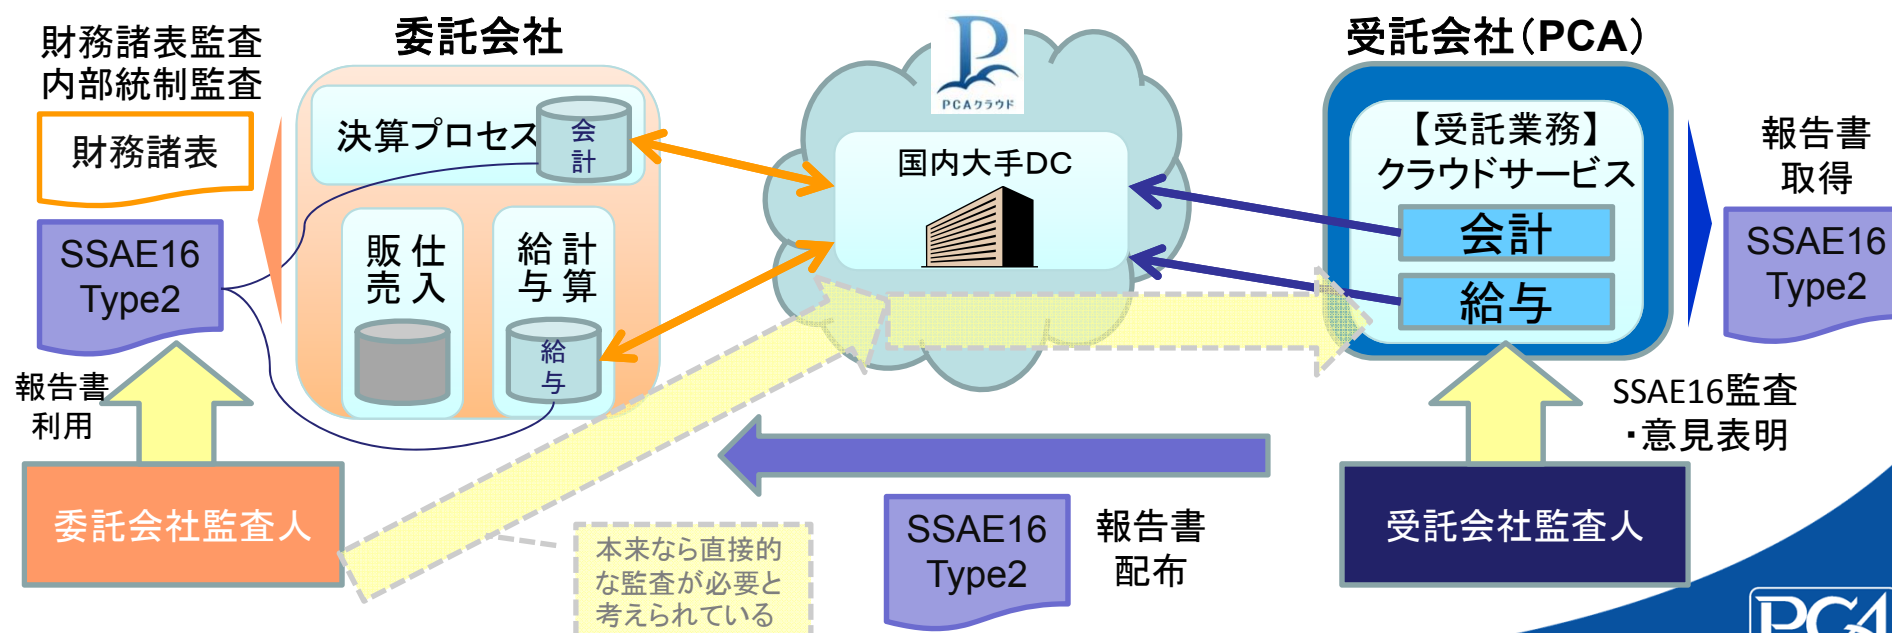 財務諸表監査
内部統制監査
財務諸表
SSAE16
Type2
報告書
利用
委託会社監査人
委託会社
決算プロセス
会
計
販 仕
売 入
給 計
与 算
給
与
PCAクラウド
国内大手DC
本来なら直接的
な監査が必要と
考えられている
SSAE16
Type2
報告書
配布
受託会社（PCA）
【受託業務】
クラウドサービス
会計
給与
報告書
取得
SSAE16
Type2
SSAE16監査
・意見表明
受託会社監査人
PCA